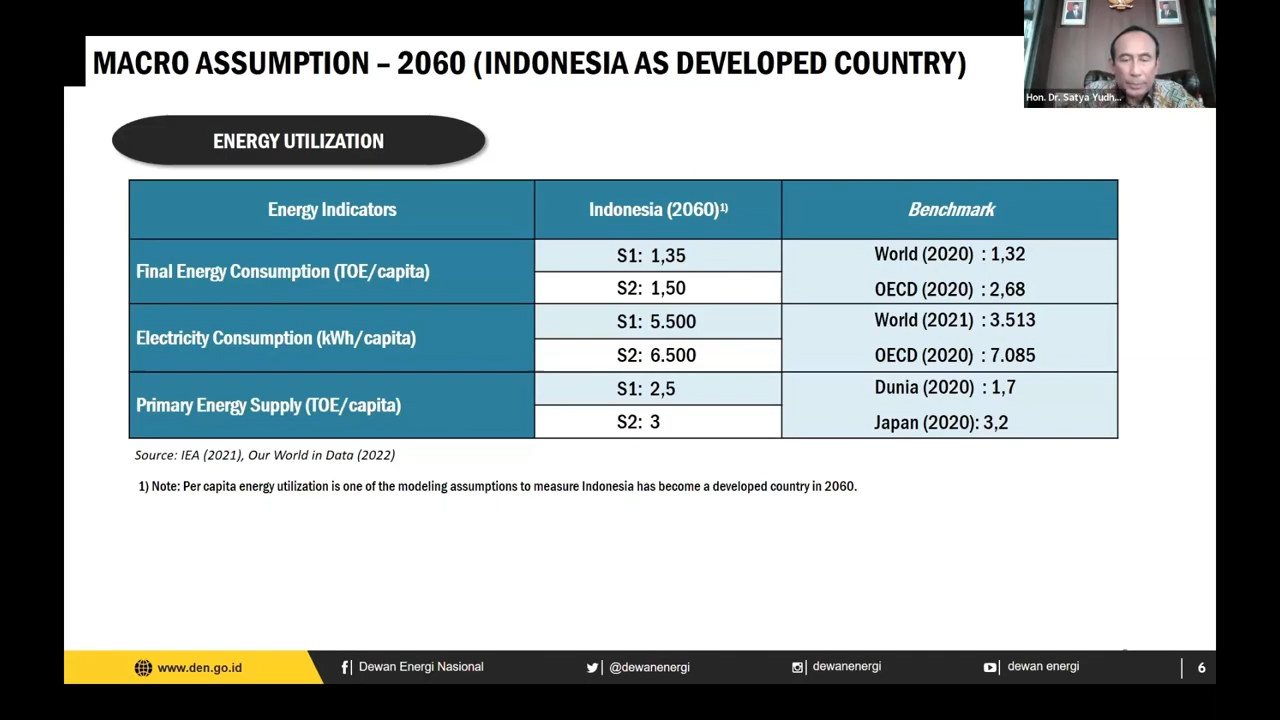 MACRO ASSUMPTION – 2060 (INDONESIA AS DEVELOPED COUNTRY)
Hon. Dr. Satya Yudh...
ENERGY UTILIZATION
Energy Indicators
Indonesia (2060)¹⁾
Benchmark
Final Energy Consumption (TOE/capita)
S1: 1,35
S2: 1,50
World (2020) : 1,32
OECD (2020) : 2,68
Electricity Consumption (kWh/capita)
S1: 5.500
S2: 6.500
World (2021) : 3.513
OECD (2020) : 7.085
Primary Energy Supply (TOE/capita)
S1: 2,5
S2: 3
Dunia (2020) : 1,7
Japan (2020): 3,2
Source: IEA (2021), Our World in Data (2022)
1) Note: Per capita energy utilization is one of the modeling assumptions to measure Indonesia has become a developed country in 2060.
www.den.go.id
Dewan Energi Nasional
@dewanenergi
dewanenergi
dewan energi
6